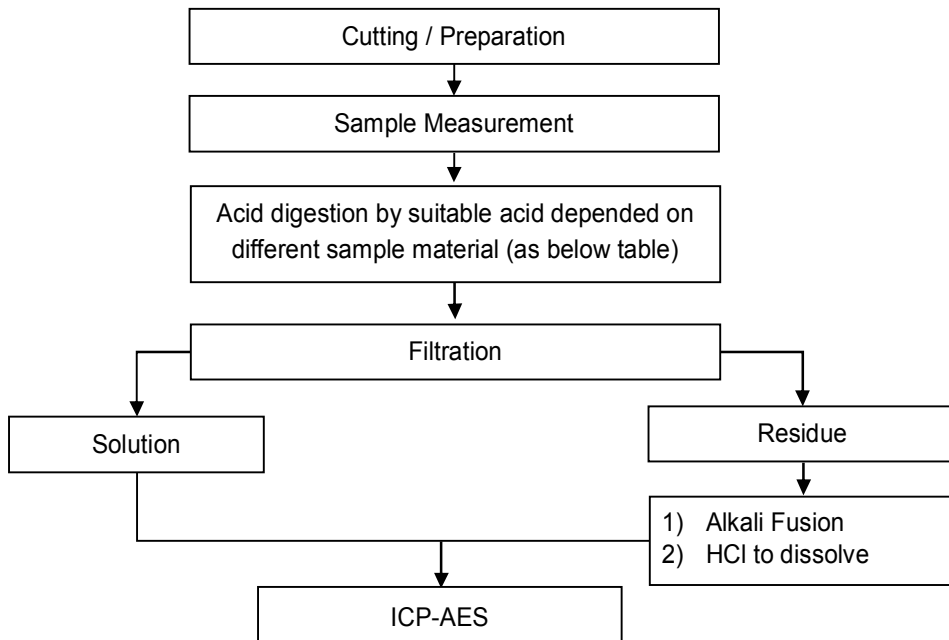 Cutting / Preparation
Sample Measurement
Acid digestion by suitable acid depended on
different sample material (as below table)
Filtration
Solution
Residue
1) Alkali Fusion
2) HCl to dissolve
ICP-AES